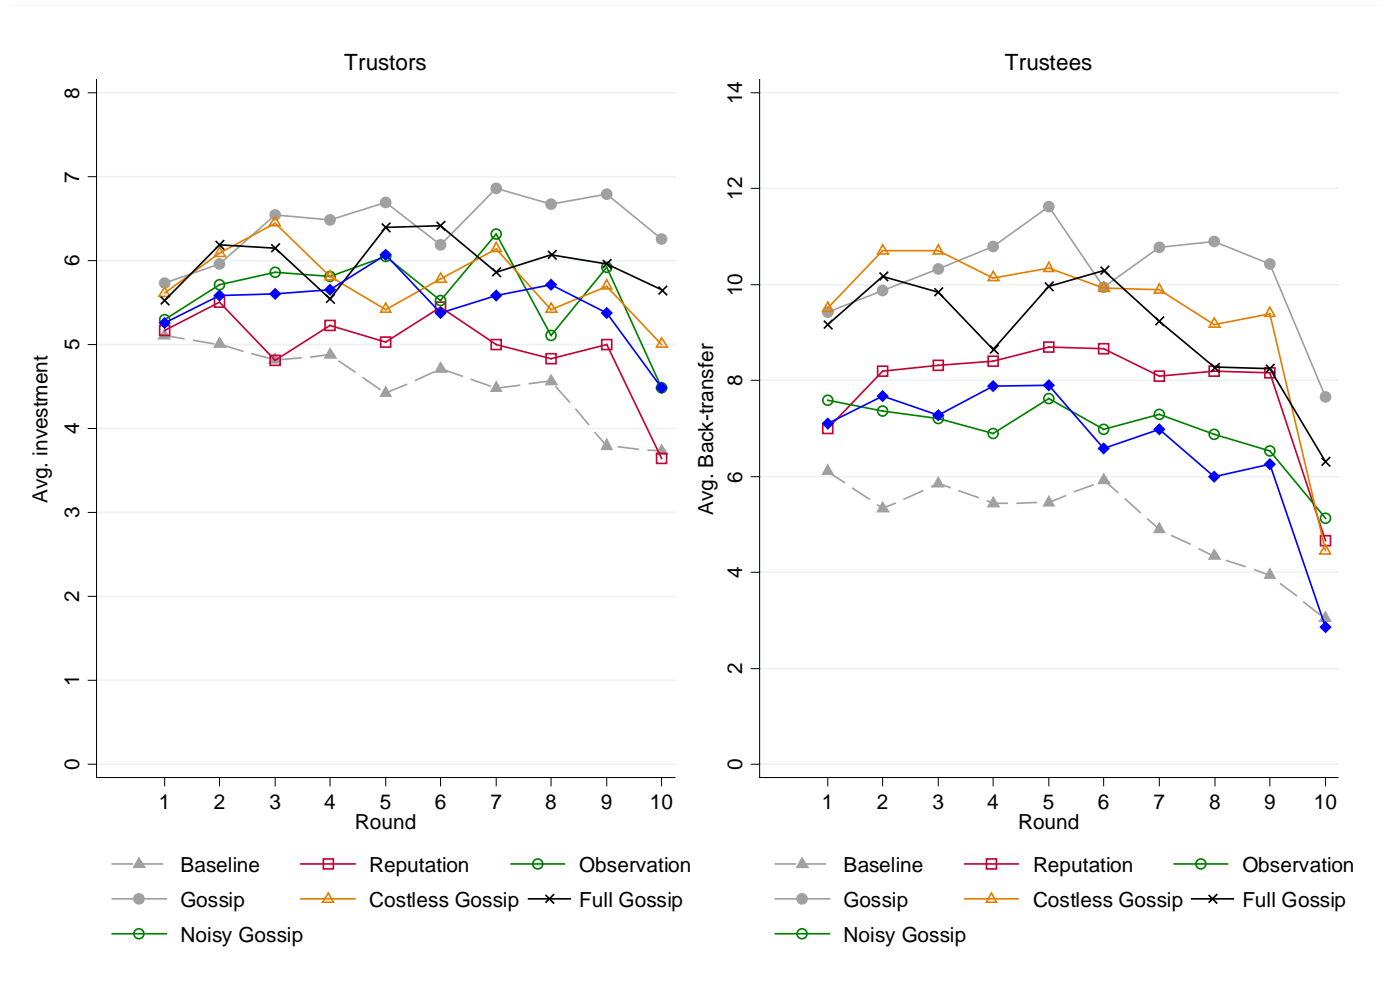 Trustors
Avg. investment
8
7
6
5
4
3
2
1
0
1 2 3 4 5 6 7 8 9 10
Round
Baseline Reputation Observation
Gossip Costless Gossip Full Gossip
Noisy Gossip
Trustees
Avg. Back-transfer
14
12
10
8
6
4
2
0
1 2 3 4 5 6 7 8 9 10
Round
Baseline Reputation Observation
Gossip Costless Gossip Full Gossip
Noisy Gossip